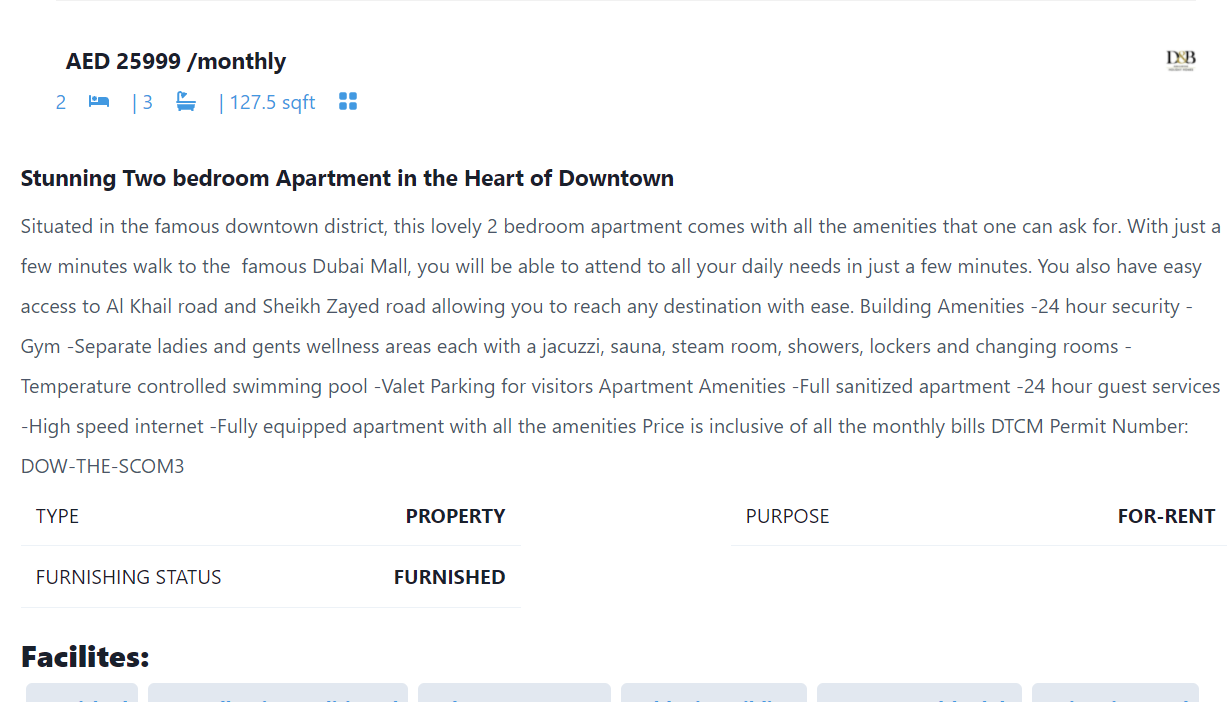 AED 25999 /monthly
D&B
2 | 3 | 127.5 sqft
Stunning Two bedroom Apartment in the Heart of Downtown
Situated in the famous downtown district, this lovely 2 bedroom apartment comes with all the amenities that one can ask for. With just a
few minutes walk to the  famous Dubai Mall, you will be able to attend to all your daily needs in just a few minutes. You also have easy
access to Al Khail road and Sheikh Zayed road allowing you to reach any destination with ease. Building Amenities -24 hour security -
Gym -Separate ladies and gents wellness areas each with a jacuzzi, sauna, steam room, showers, lockers and changing rooms -
Temperature controlled swimming pool -Valet Parking for visitors Apartment Amenities -Full sanitized apartment -24 hour guest services
-High speed internet -Fully equipped apartment with all the amenities Price is inclusive of all the monthly bills DTCM Permit Number:
DOW-THE-SCOM3
TYPE PROPERTY
PURPOSE FOR-RENT
FURNISHING STATUS FURNISHED
Facilites: